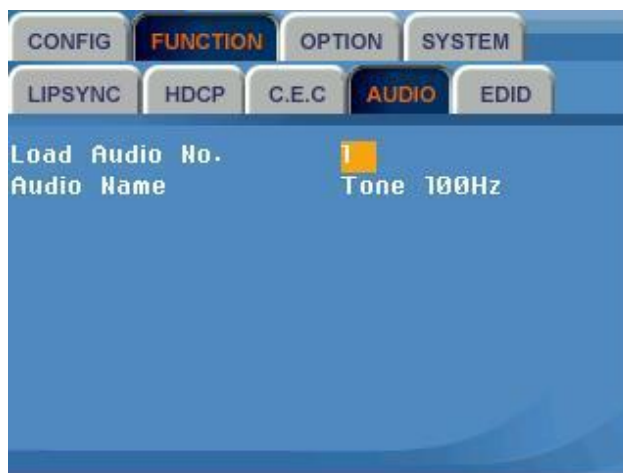 CONFIG FUNCTION OPTION SYSTEM
LIPSYNC HDCP C.E.C AUDIO EDID
Load Audio No. 1
Audio Name Tone 100Hz